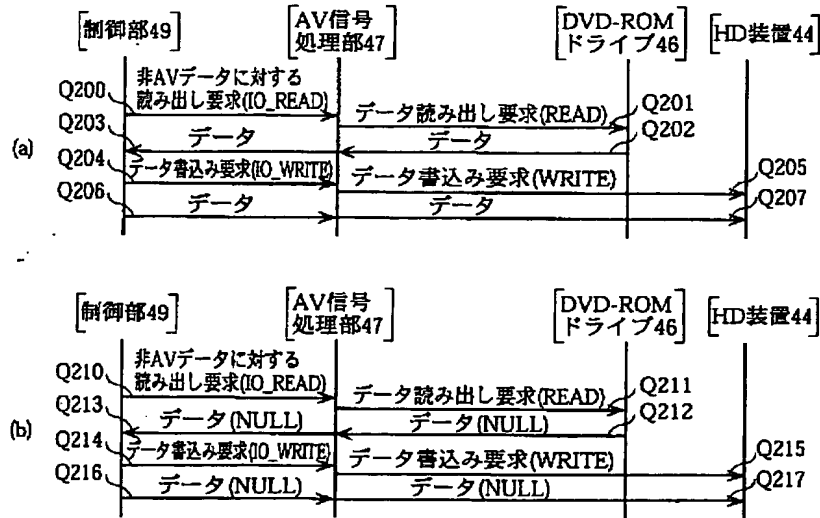 [制御部49]
[AV信号
処理部47]
[DVD-ROM
ドライブ46]
[HD装置44]
(a)
Q200
非AVデータに対する
読み出し要求(IO_READ)
データ読み出し要求(READ)
Q201
Q203
データ
データ
Q202
Q204
データ書込み要求(IO_WRITE)
データ書込み要求(WRITE)
Q205
Q206
データ
データ
Q207
[制御部49]
[AV信号
処理部47]
[DVD-ROM
ドライブ46]
[HD装置44]
(b)
Q210
非AVデータに対する
読み出し要求(IO_READ)
データ読み出し要求(READ)
Q211
Q213
データ(NULL)
データ(NULL)
Q212
Q214
データ書込み要求(IO_WRITE)
データ書込み要求(WRITE)
Q215
Q216
データ(NULL)
データ(NULL)
Q217